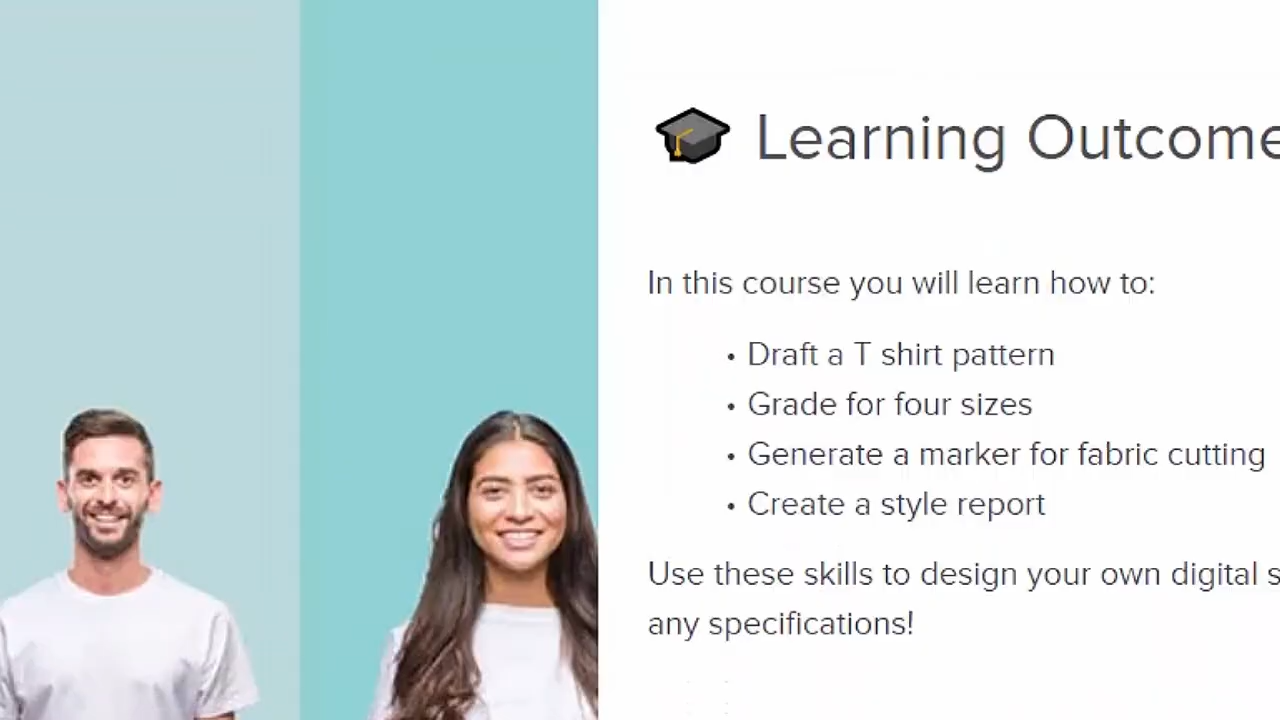 Learning Outcome
In this course you will learn how to:
• Draft a T shirt pattern
• Grade for four sizes
• Generate a marker for fabric cutting
• Create a style report
Use these skills to design your own digital s
any specifications!